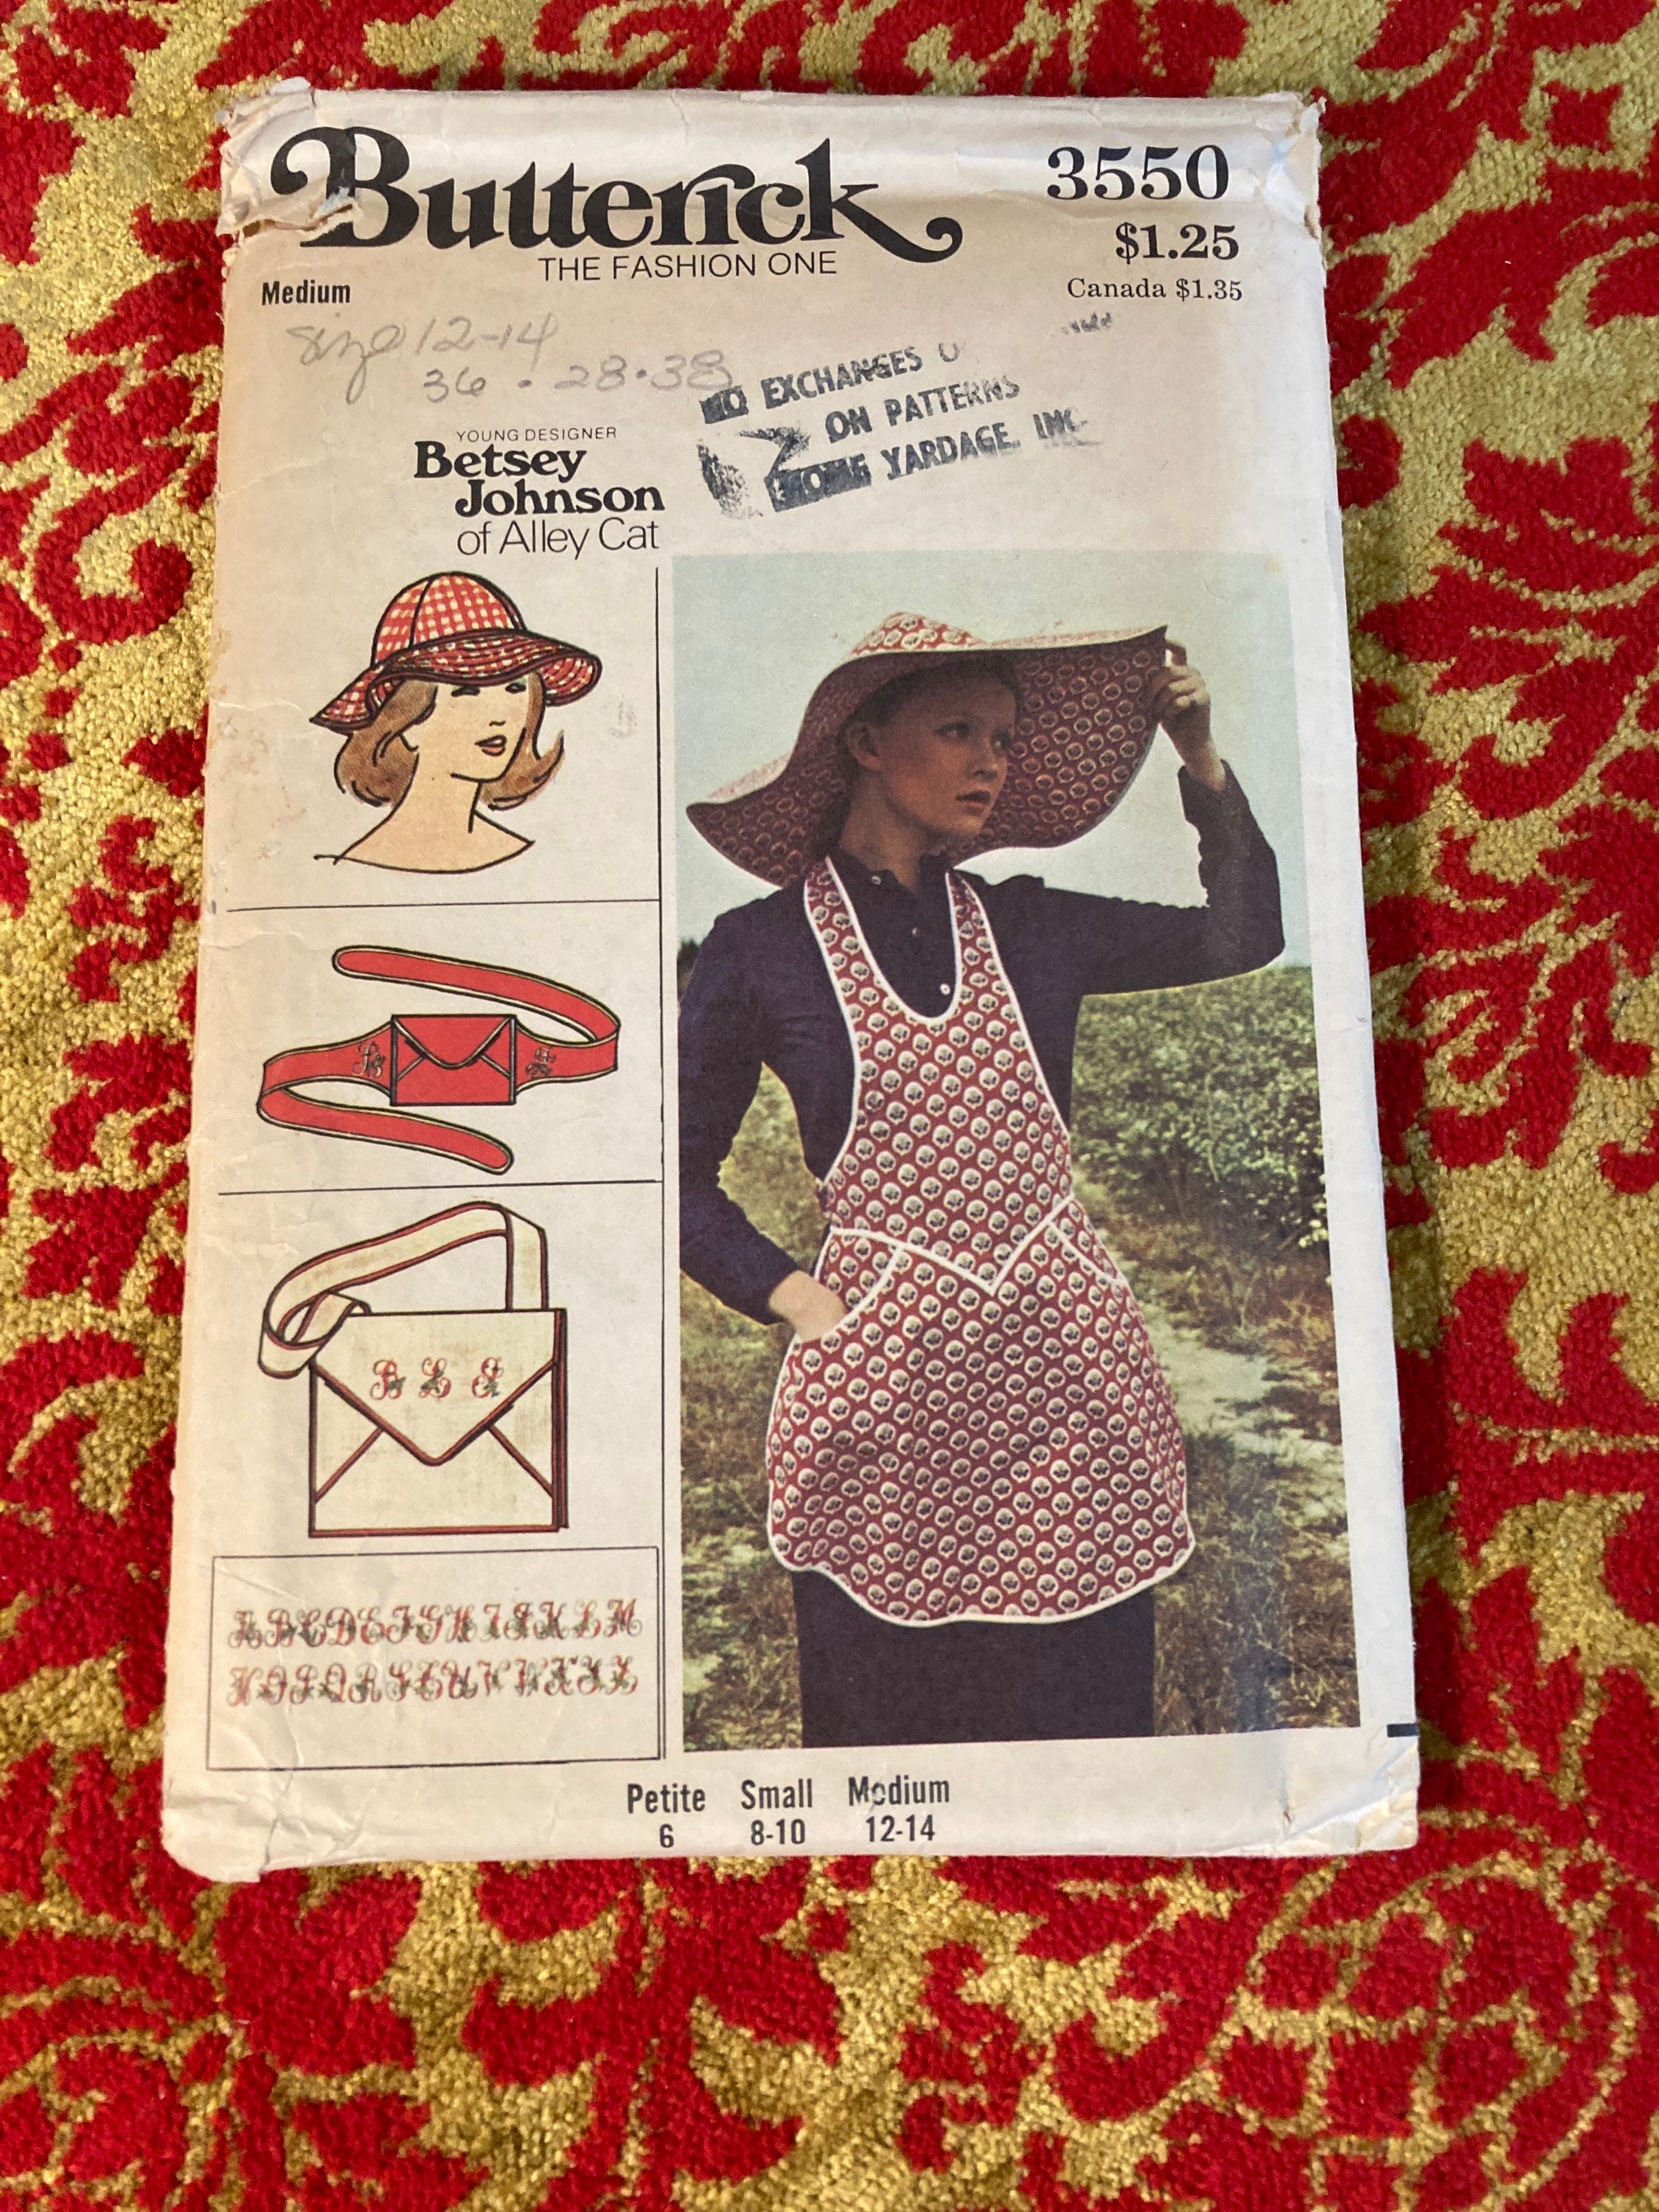 Butterick
3550
THE FASHION ONE
$1.25
Medium
Canada $1.35
size 12-14
36 . 28 . 38
NO EXCHANGES
ON PATTERNS
YARDAGE, INC.
YOUNG DESIGNER
Betsey
Johnson
of Alley Cat
B L J
ABCDEFGHIJKLM
NOPQRSTUVWXYZ
Petite Small Medium
6 8-10 12-14